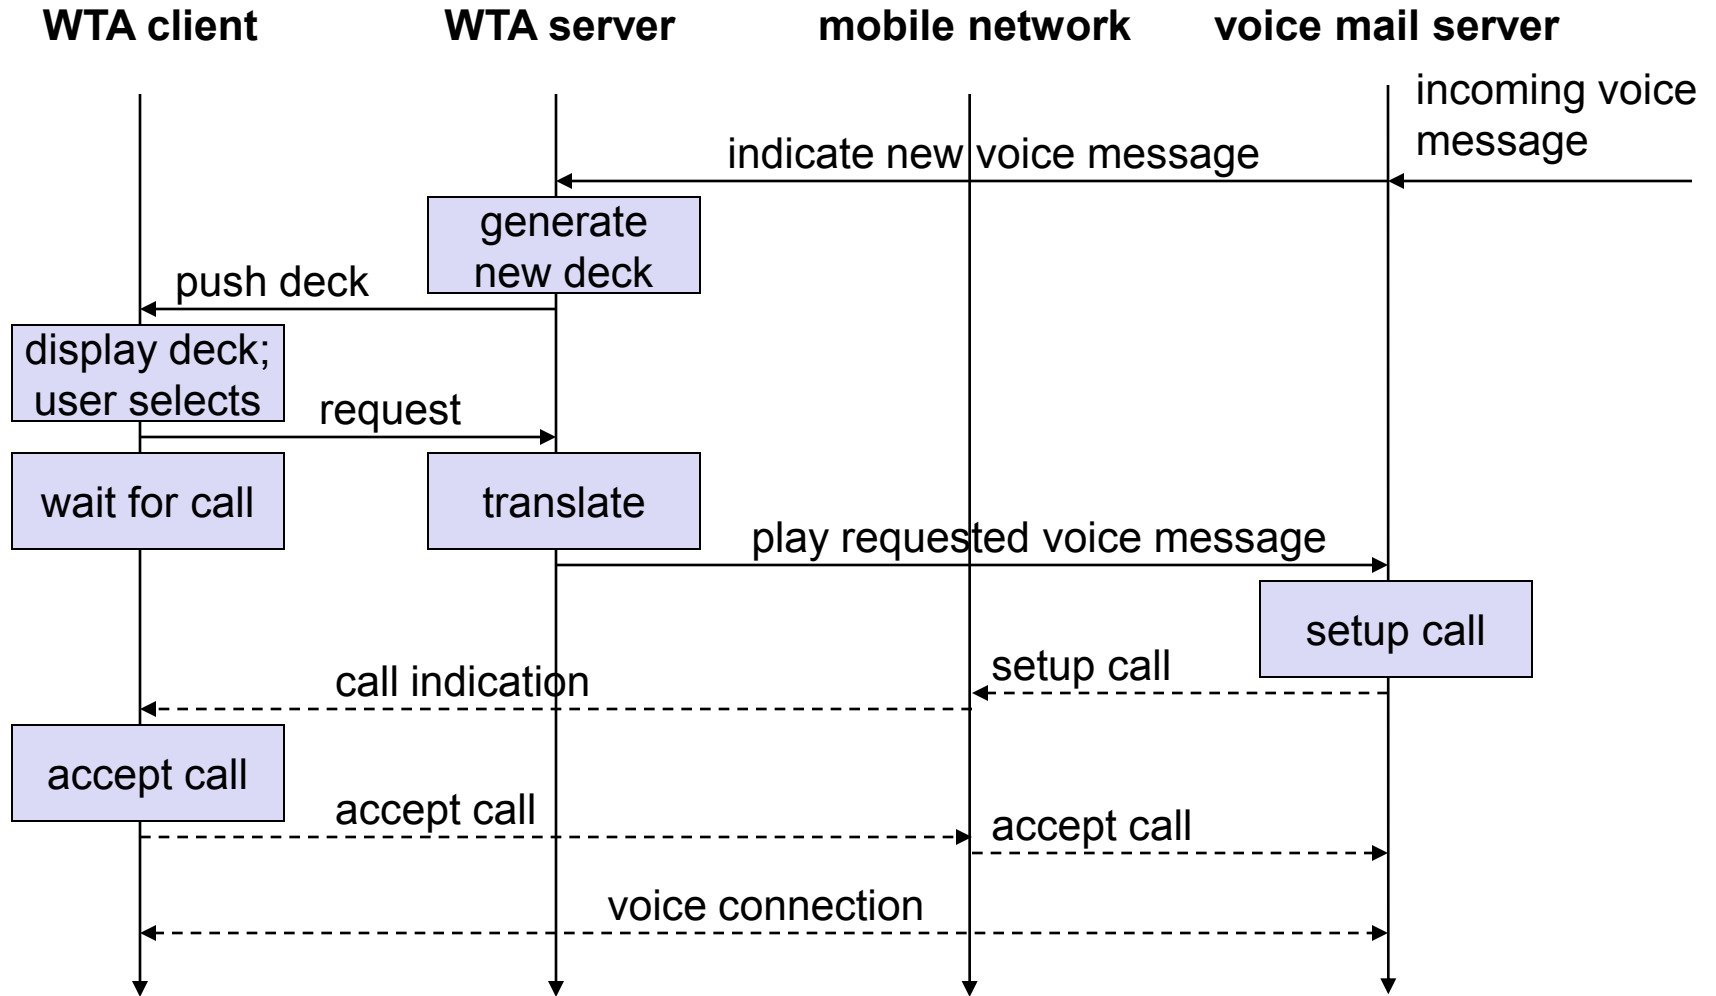 WTA client
WTA server
mobile network
voice mail server
incoming voice
message
indicate new voice message
generate
new deck
push deck
display deck;
user selects
request
wait for call
translate
play requested voice message
setup call
setup call
call indication
accept call
accept call
accept call
voice connection